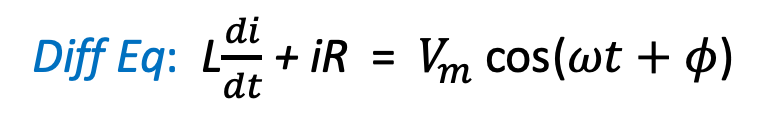 Diff Eq: L di/dt + iR = Vₘ cos(ωt + ϕ)